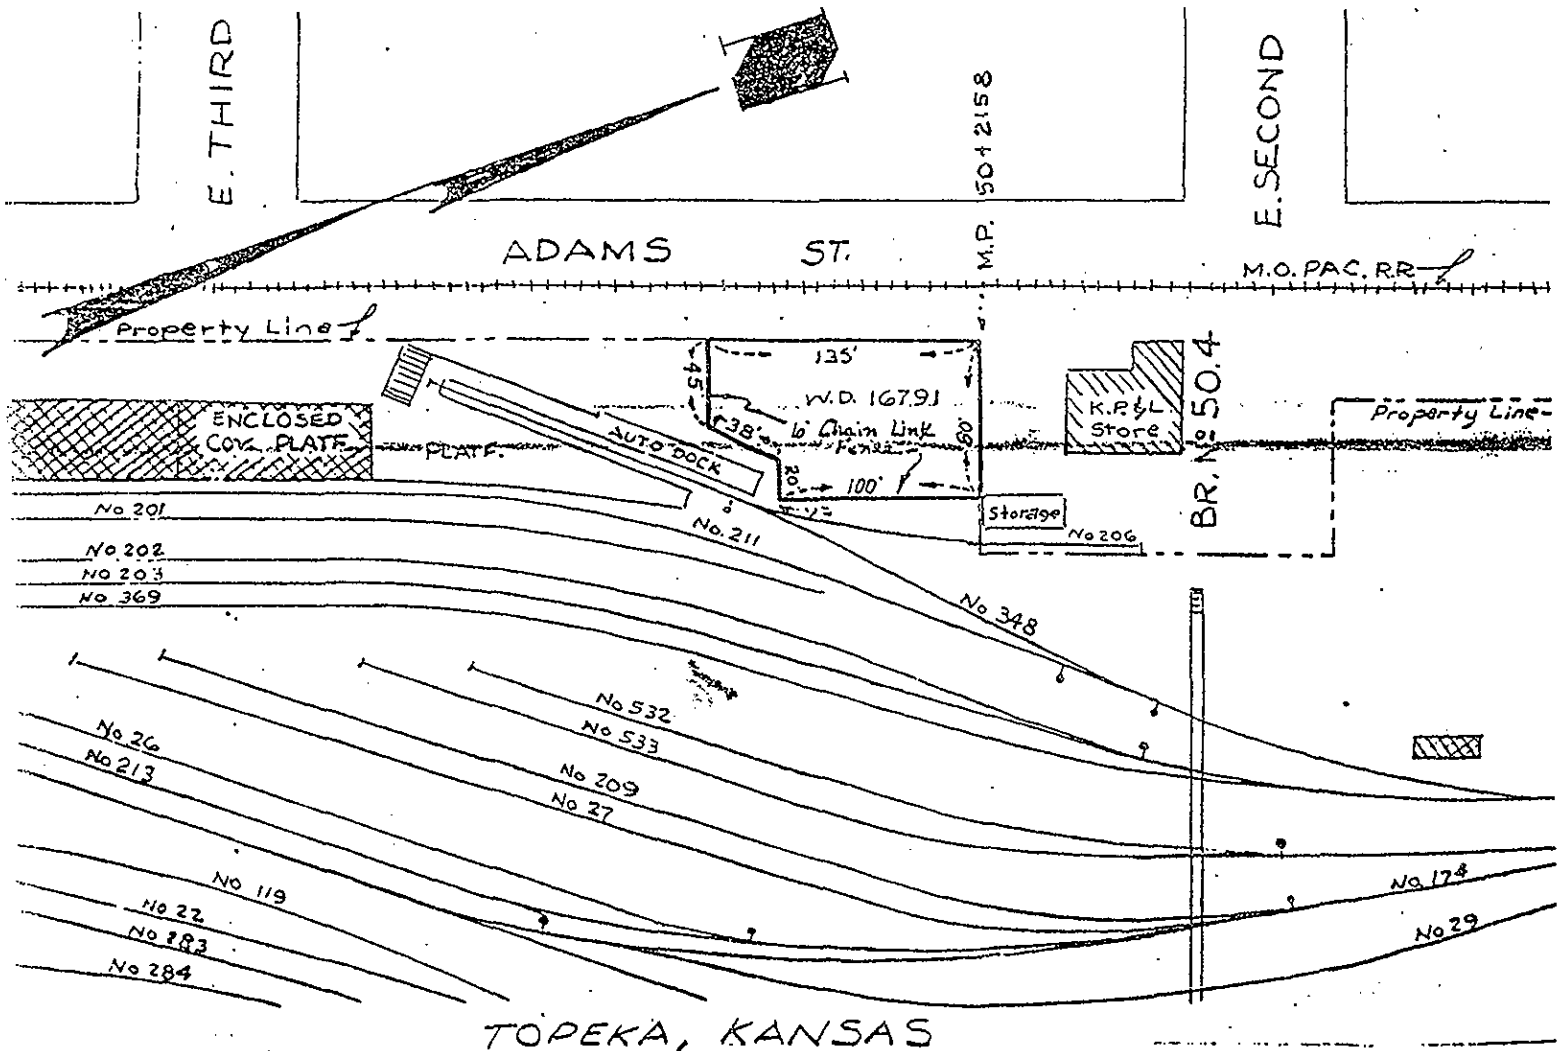 E. THIRD
E. SECOND
M.P. 50+2158
ADAMS ST.
M.O. PAC. R.R.
Property Line
135'
45'
W.D. 16791
6' Chain Link
Fence
38'
80'
20'
100'
K.P.&L
Store
BR. No 50.4
Property Line
ENCLOSED
COV. PLATF.
PLATF.
AUTO DOCK
Storage
No 201
No. 211
No 206
No 202
No 203
No 369
No 348
No 532
No 533
No 26
No 213
No 209
No 27
No 119
No 174
No 22
No 29
No 283
No 284
TOPEKA, KANSAS